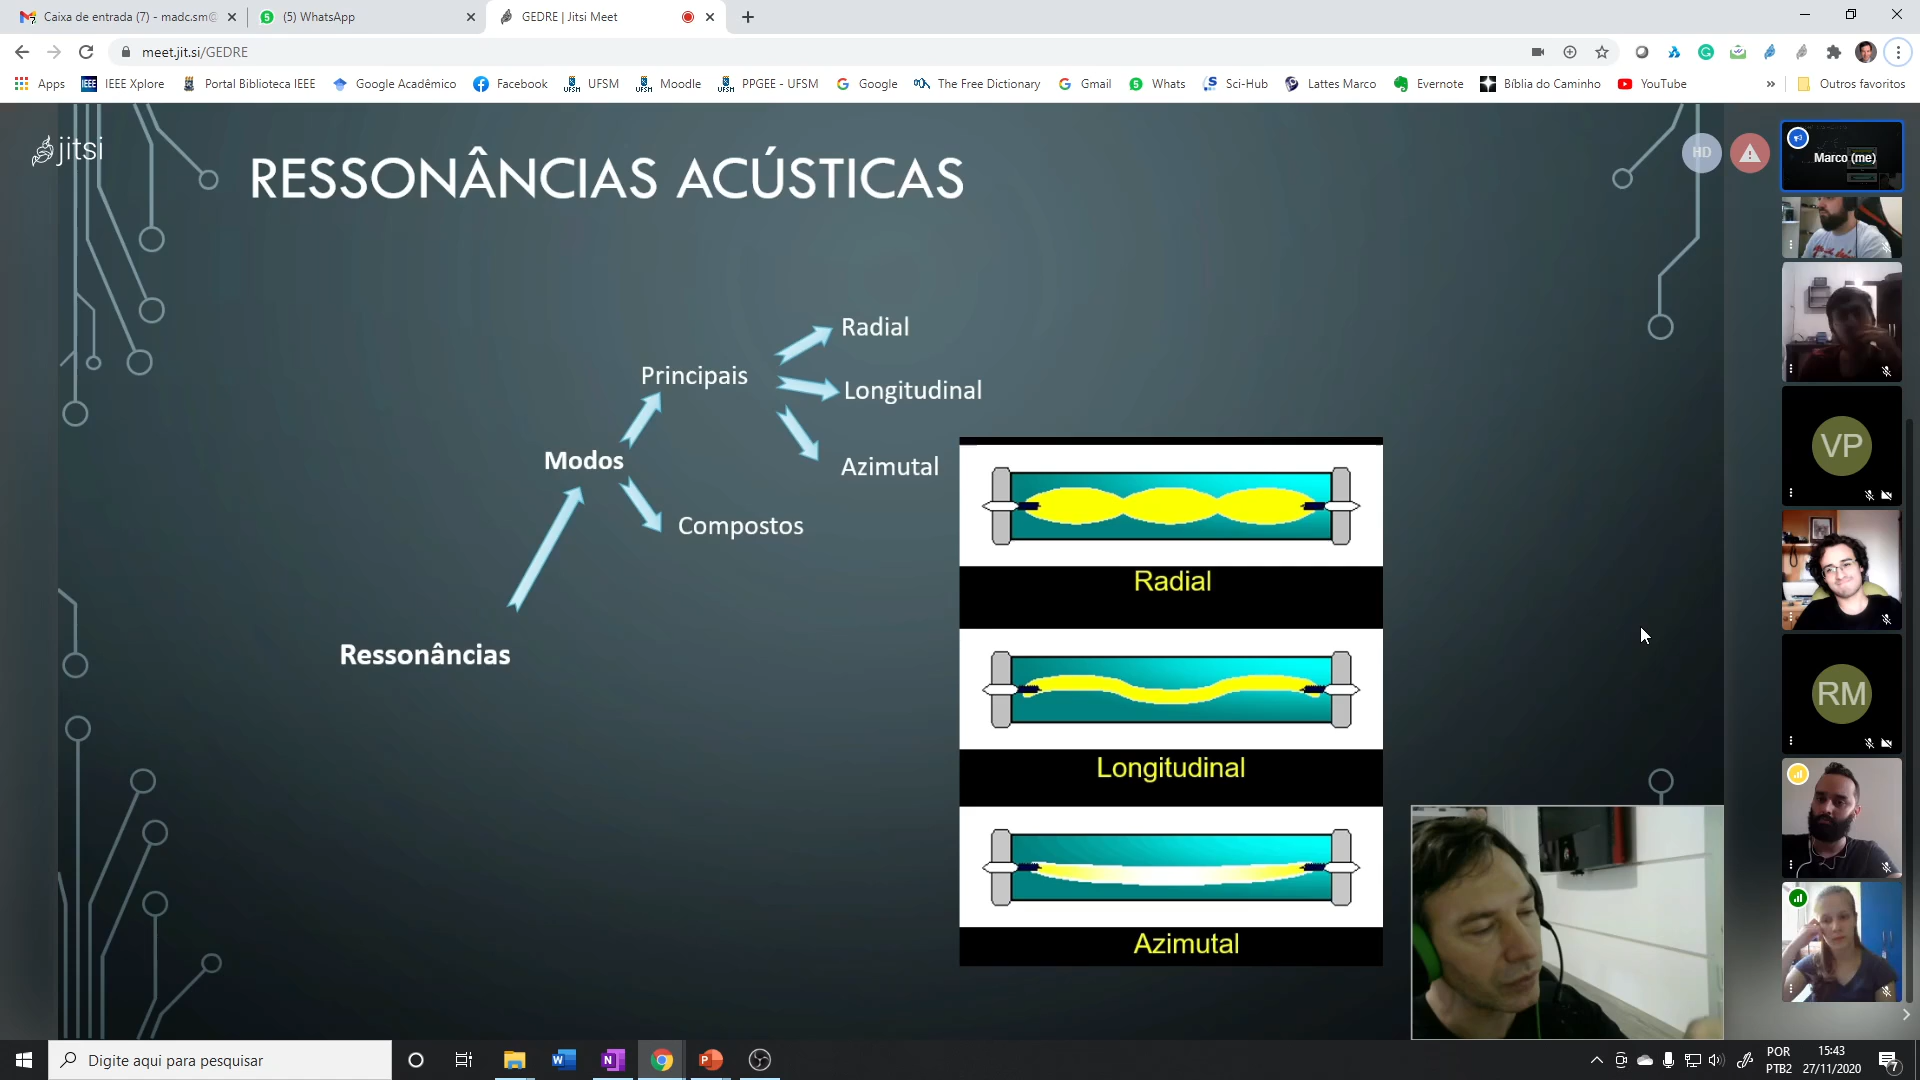 Caixa de entrada (7) - madc.sm@
(5) WhatsApp
GEDRE | Jitsi Meet
meet.jit.si/GEDRE
Apps
IEEE Xplore
Portal Biblioteca IEEE
Google Acadêmico
Facebook
UFSM
Moodle
PPGEE - UFSM
Google
The Free Dictionary
Gmail
Whats
Sci-Hub
Lattes Marco
Evernote
Bíblia do Caminho
YouTube
»
Outros favoritos
jitsi
HD
Marco (me)
RESSONÂNCIAS ACÚSTICAS
Radial
Principais
Longitudinal
Modos
Azimutal
Compostos
Ressonâncias
Radial
Longitudinal
Azimutal
VP
RM
Digite aqui para pesquisar
POR
PTB2
15:43
27/11/2020
7